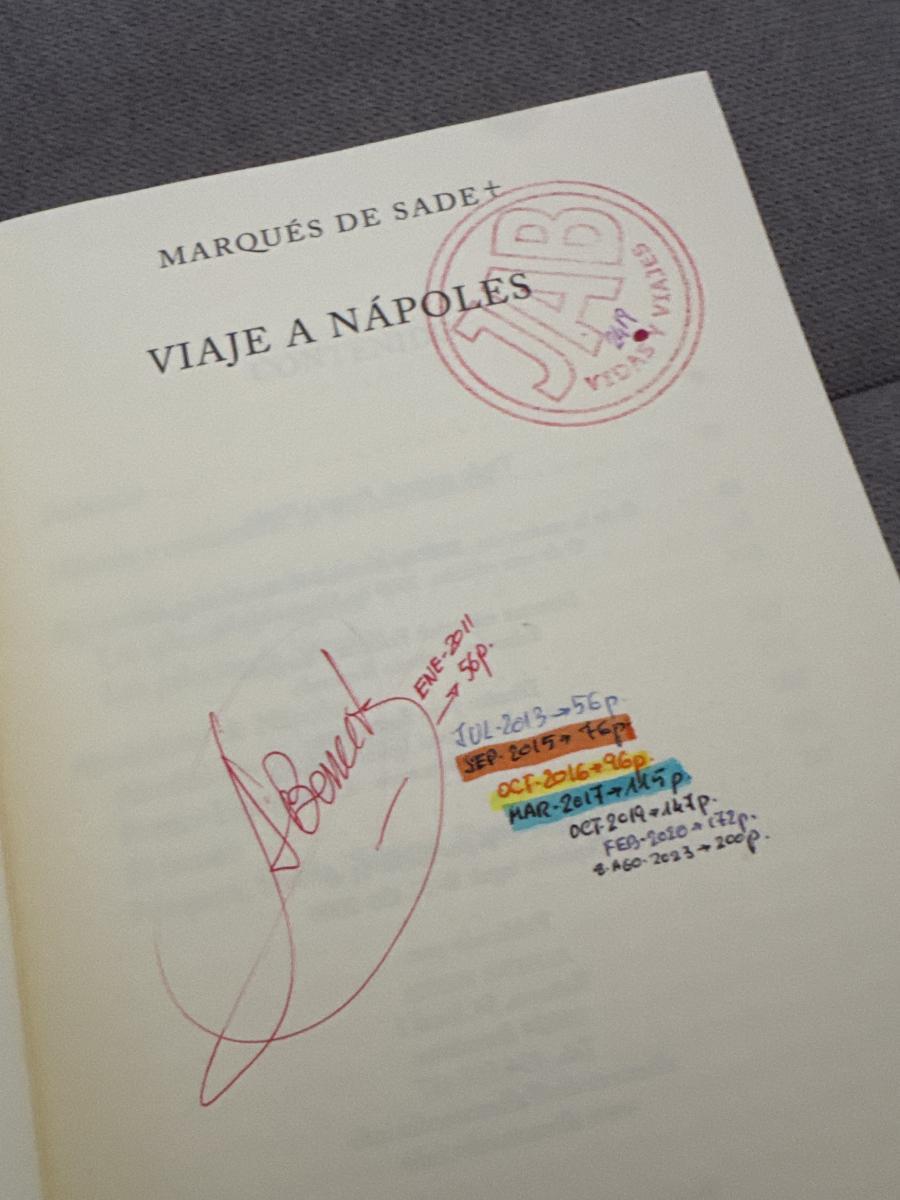 MARQUÉS DE SADE+
VIAJE A NÁPOLES
JAB
VIDAS Y VIAJES
ENE-2011
→ 56p.
JUL-2013→56p.
SEP-2015→76p.
OCT-2016→96p.
MAR-2017→115p.
OCT-2019→147p.
FEB-2020→172p.
8-AGO-2023→200p.